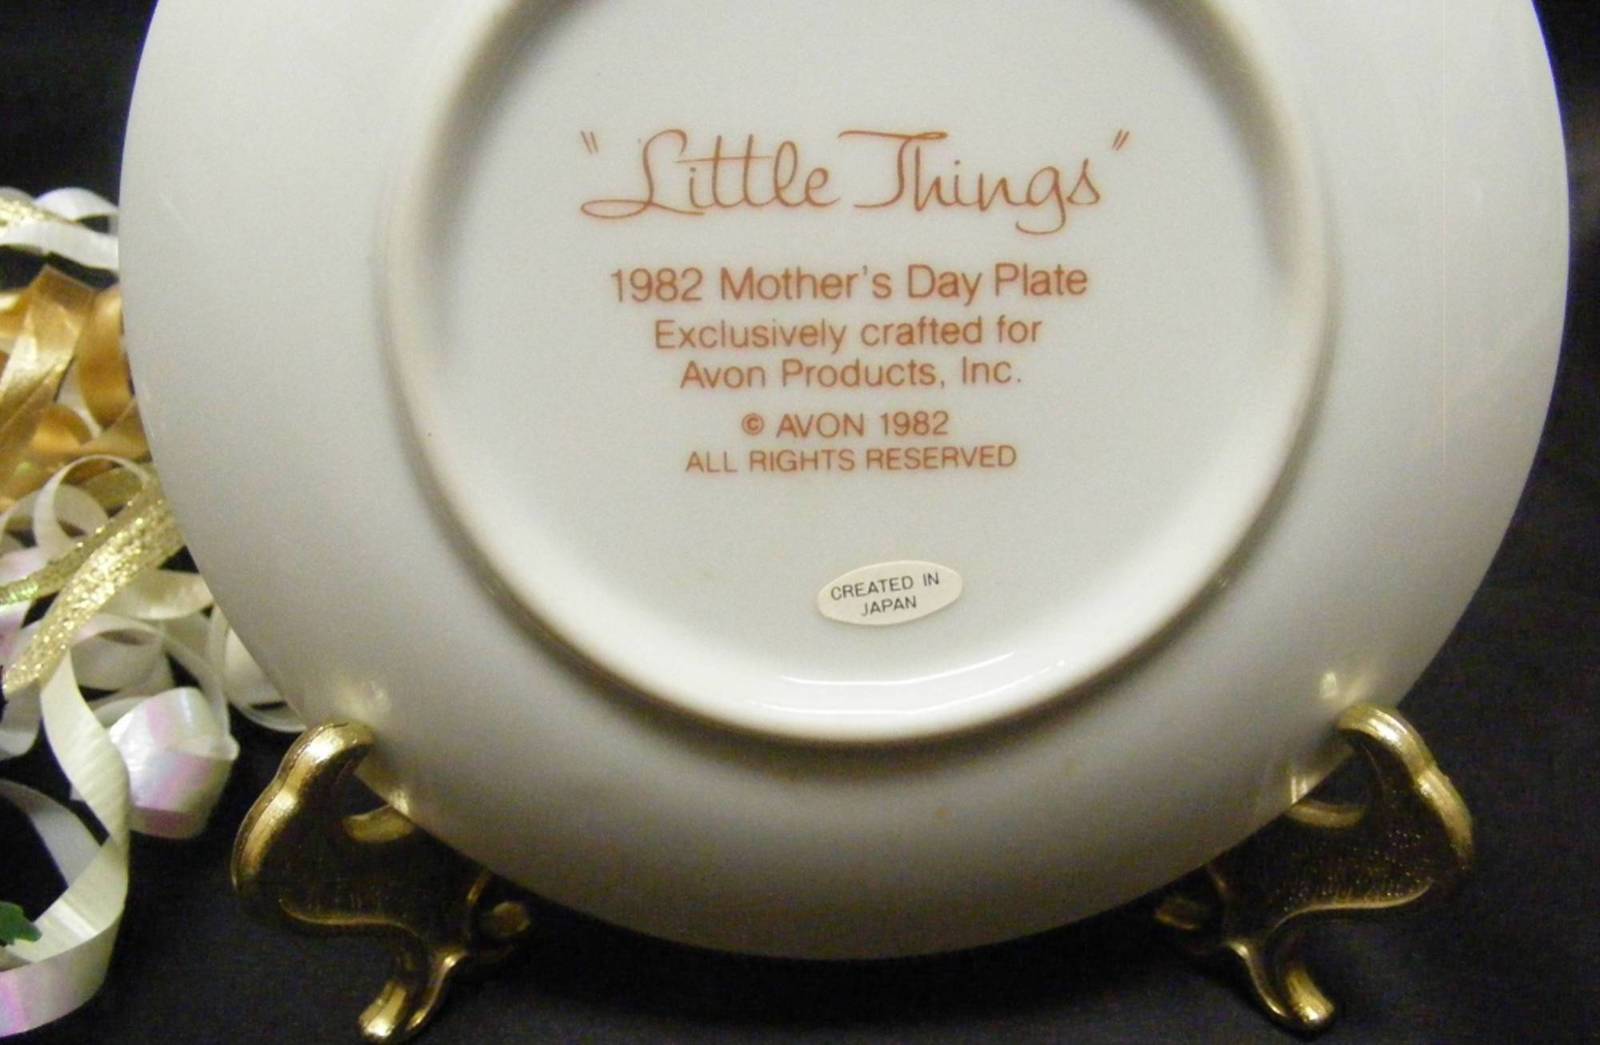 "Little Things"
1982 Mother's Day Plate
Exclusively crafted for
Avon Products, Inc.
© AVON 1982
ALL RIGHTS RESERVED
CREATED IN
JAPAN